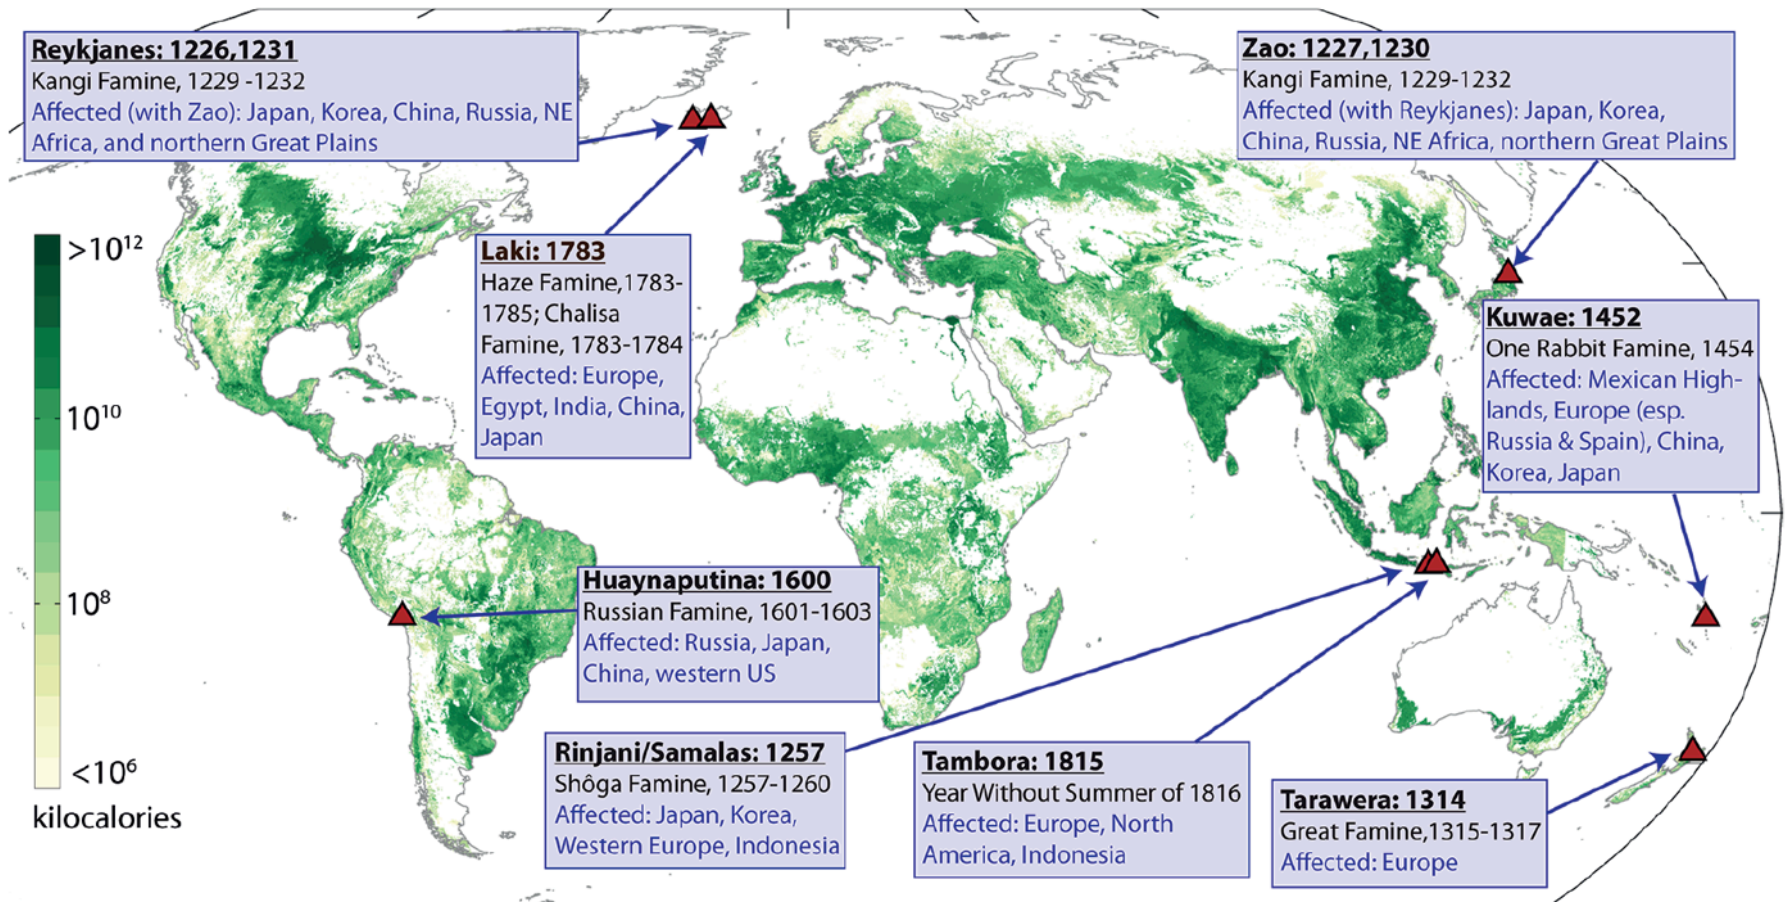 Reykjanes: 1226,1231
Kangi Famine, 1229 -1232
Affected (with Zao): Japan, Korea, China, Russia, NE
Africa, and northern Great Plains
Zao: 1227,1230
Kangi Famine, 1229-1232
Affected (with Reykjanes): Japan, Korea,
China, Russia, NE Africa, northern Great Plains
Laki: 1783
Haze Famine,1783-
1785; Chalisa
Famine, 1783-1784
Affected: Europe,
Egypt, India, China,
Japan
Kuwae: 1452
One Rabbit Famine, 1454
Affected: Mexican High-
lands, Europe (esp.
Russia & Spain), China,
Korea, Japan
>10¹²
10¹⁰
10⁸
<10⁶
kilocalories
Huaynaputina: 1600
Russian Famine, 1601-1603
Affected: Russia, Japan,
China, western US
Rinjani/Samalas: 1257
Shôga Famine, 1257-1260
Affected: Japan, Korea,
Western Europe, Indonesia
Tambora: 1815
Year Without Summer of 1816
Affected: Europe, North
America, Indonesia
Tarawera: 1314
Great Famine,1315-1317
Affected: Europe